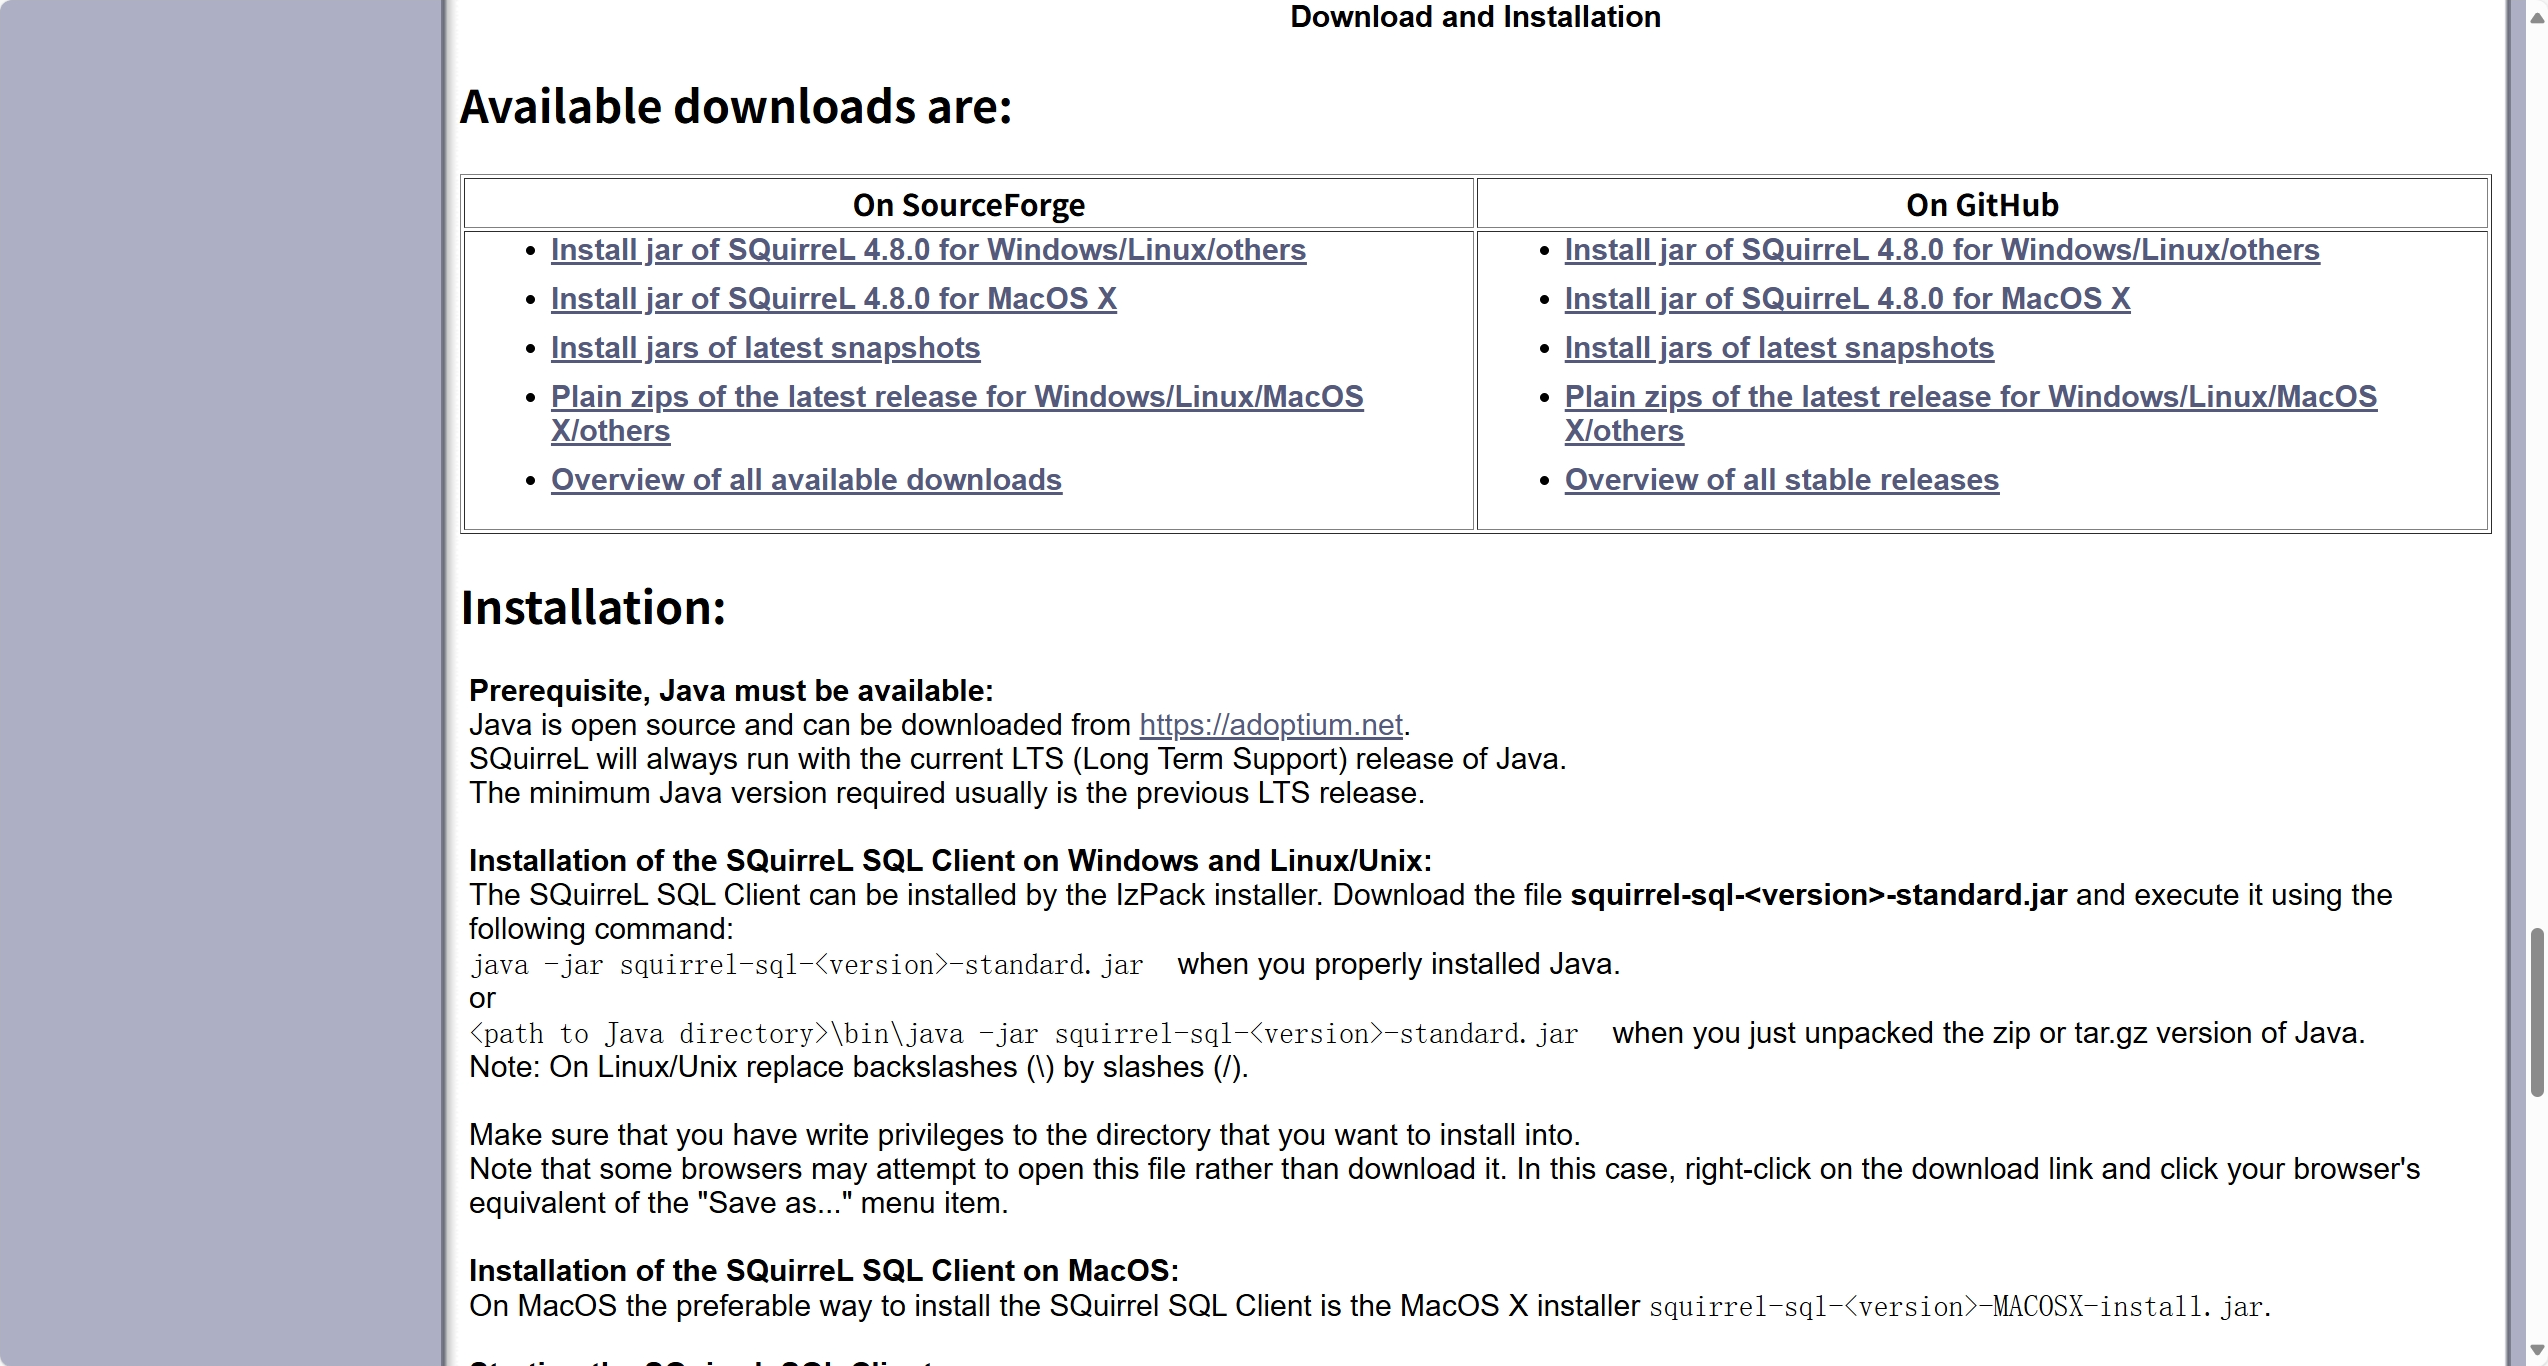 Download and Installation
Available downloads are:
On SourceForge
Install jar of SQuirreL 4.8.0 for Windows/Linux/others
Install jar of SQuirreL 4.8.0 for MacOS X
Install jars of latest snapshots
Plain zips of the latest release for Windows/Linux/MacOS
X/others
Overview of all available downloads
On GitHub
Install jar of SQuirreL 4.8.0 for Windows/Linux/others
Install jar of SQuirreL 4.8.0 for MacOS X
Install jars of latest snapshots
Plain zips of the latest release for Windows/Linux/MacOS
X/others
Overview of all stable releases
Installation:
Prerequisite, Java must be available:
Java is open source and can be downloaded from https://adoptium.net.
SQuirreL will always run with the current LTS (Long Term Support) release of Java.
The minimum Java version required usually is the previous LTS release.
Installation of the SQuirreL SQL Client on Windows and Linux/Unix:
The SQuirreL SQL Client can be installed by the IzPack installer. Download the file squirrel-sql-<version>-standard.jar and execute it using the
following command:
java -jar squirrel-sql-<version>-standard.jar when you properly installed Java.
or
<path to Java directory>\bin\java -jar squirrel-sql-<version>-standard.jar when you just unpacked the zip or tar.gz version of Java.
Note: On Linux/Unix replace backslashes (\) by slashes (/).
Make sure that you have write privileges to the directory that you want to install into.
Note that some browsers may attempt to open this file rather than download it. In this case, right-click on the download link and click your browser's
equivalent of the "Save as..." menu item.
Installation of the SQuirreL SQL Client on MacOS:
On MacOS the preferable way to install the SQuirrel SQL Client is the MacOS X installer squirrel-sql-<version>-MACOSX-install.jar.